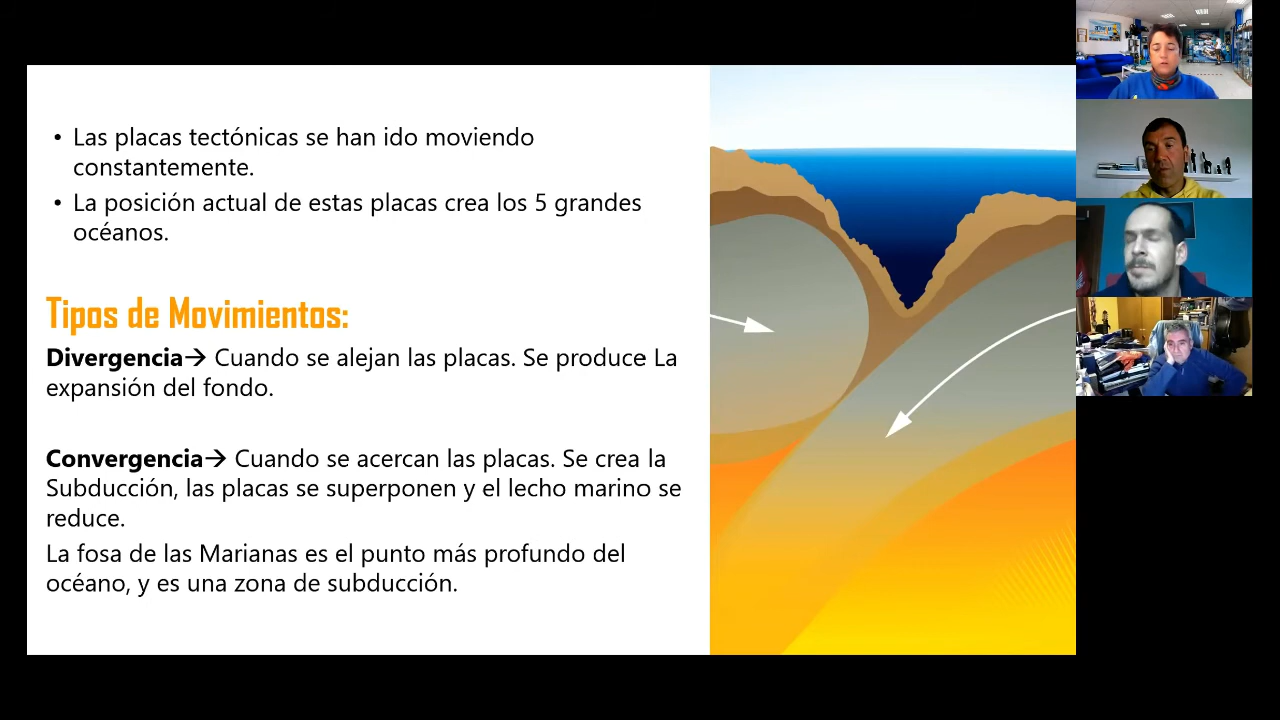 • Las placas tectónicas se han ido moviendo
constantemente.
• La posición actual de estas placas crea los 5 grandes
océanos.
Tipos de Movimientos:
Divergencia→ Cuando se alejan las placas. Se produce La
expansión del fondo.
Convergencia→ Cuando se acercan las placas. Se crea la
Subducción, las placas se superponen y el lecho marino se
reduce.
La fosa de las Marianas es el punto más profundo del
océano, y es una zona de subducción.